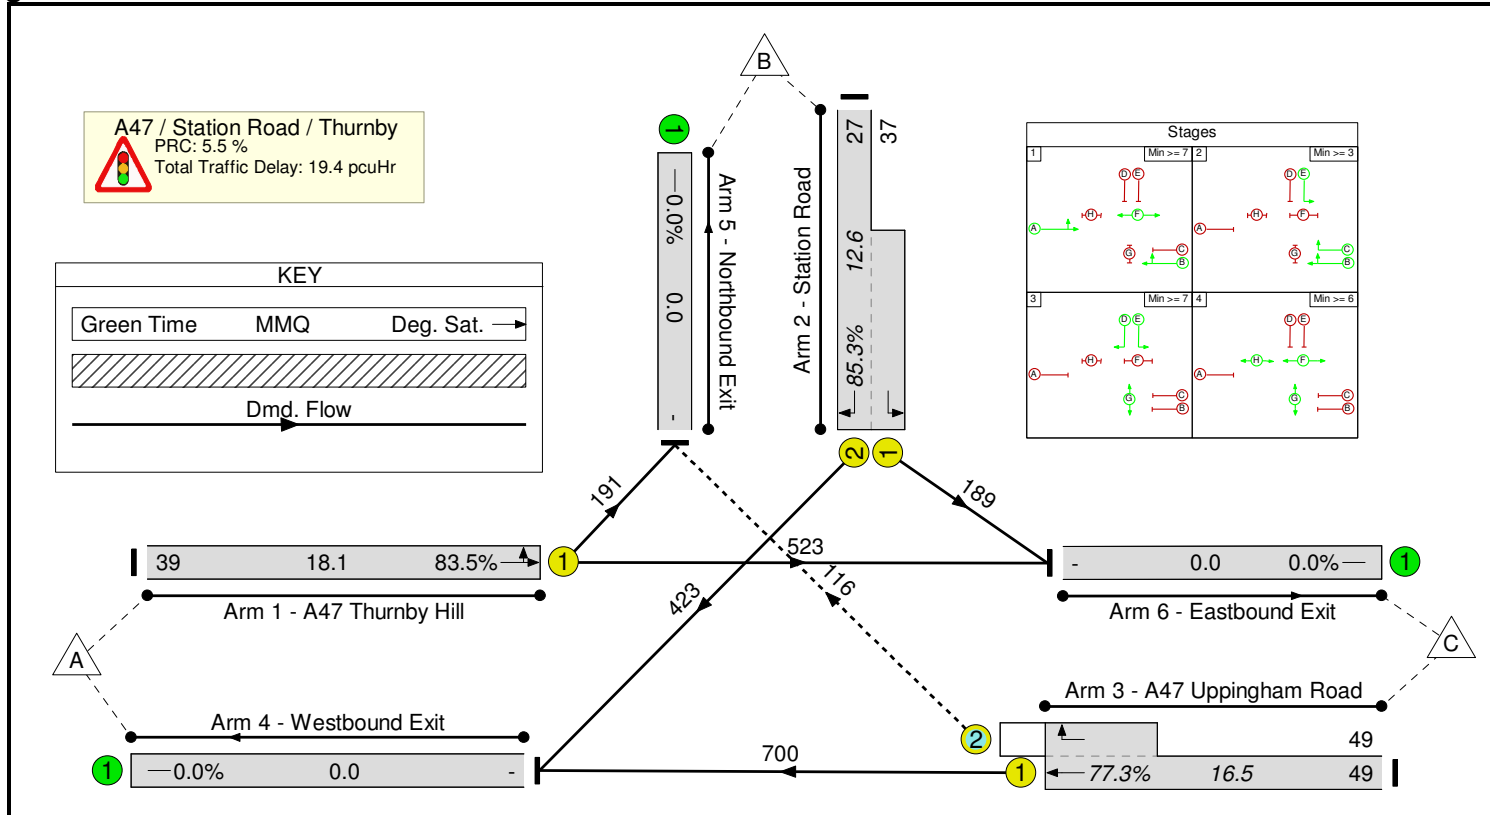 A47 / Station Road / Thurnby
PRC: 5.5 %
Total Traffic Delay: 19.4 pcuHr
KEY
Green Time MMQ Deg. Sat.
Dmd. Flow
B
1
0.0%
0.0
-
Arm 5 - Northbound Exit
Arm 2 - Station Road
27
37
12.6
85.3%
2
1
Stages
1 Min >= 7
D E
H F
A
G C
B
2 Min >= 3
D E
H F
A
G C
B
3 Min >= 7
D E
H F
A
G C
B
4 Min >= 6
D E
H F
A
G C
B
191
189
523
116
423
700
39 18.1 83.5%
1
Arm 1 - A47 Thurnby Hill
A
Arm 4 - Westbound Exit
1
0.0% 0.0 -
- 0.0 0.0%
1
Arm 6 - Eastbound Exit
C
Arm 3 - A47 Uppingham Road
2
49
1
77.3% 16.5 49